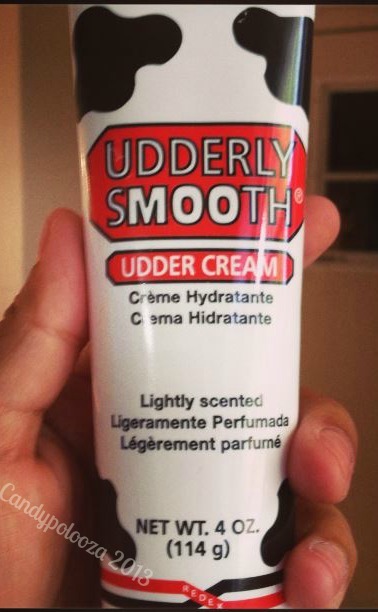 UDDERLY
SMOOTH®
UDDER CREAM
Crème Hydratante
Crema Hidratante
Lightly scented
Ligeramente Perfumada
Légèrement parfumé
NET WT. 4 OZ.
(114 g)
REDEX
Candypolooza 2013